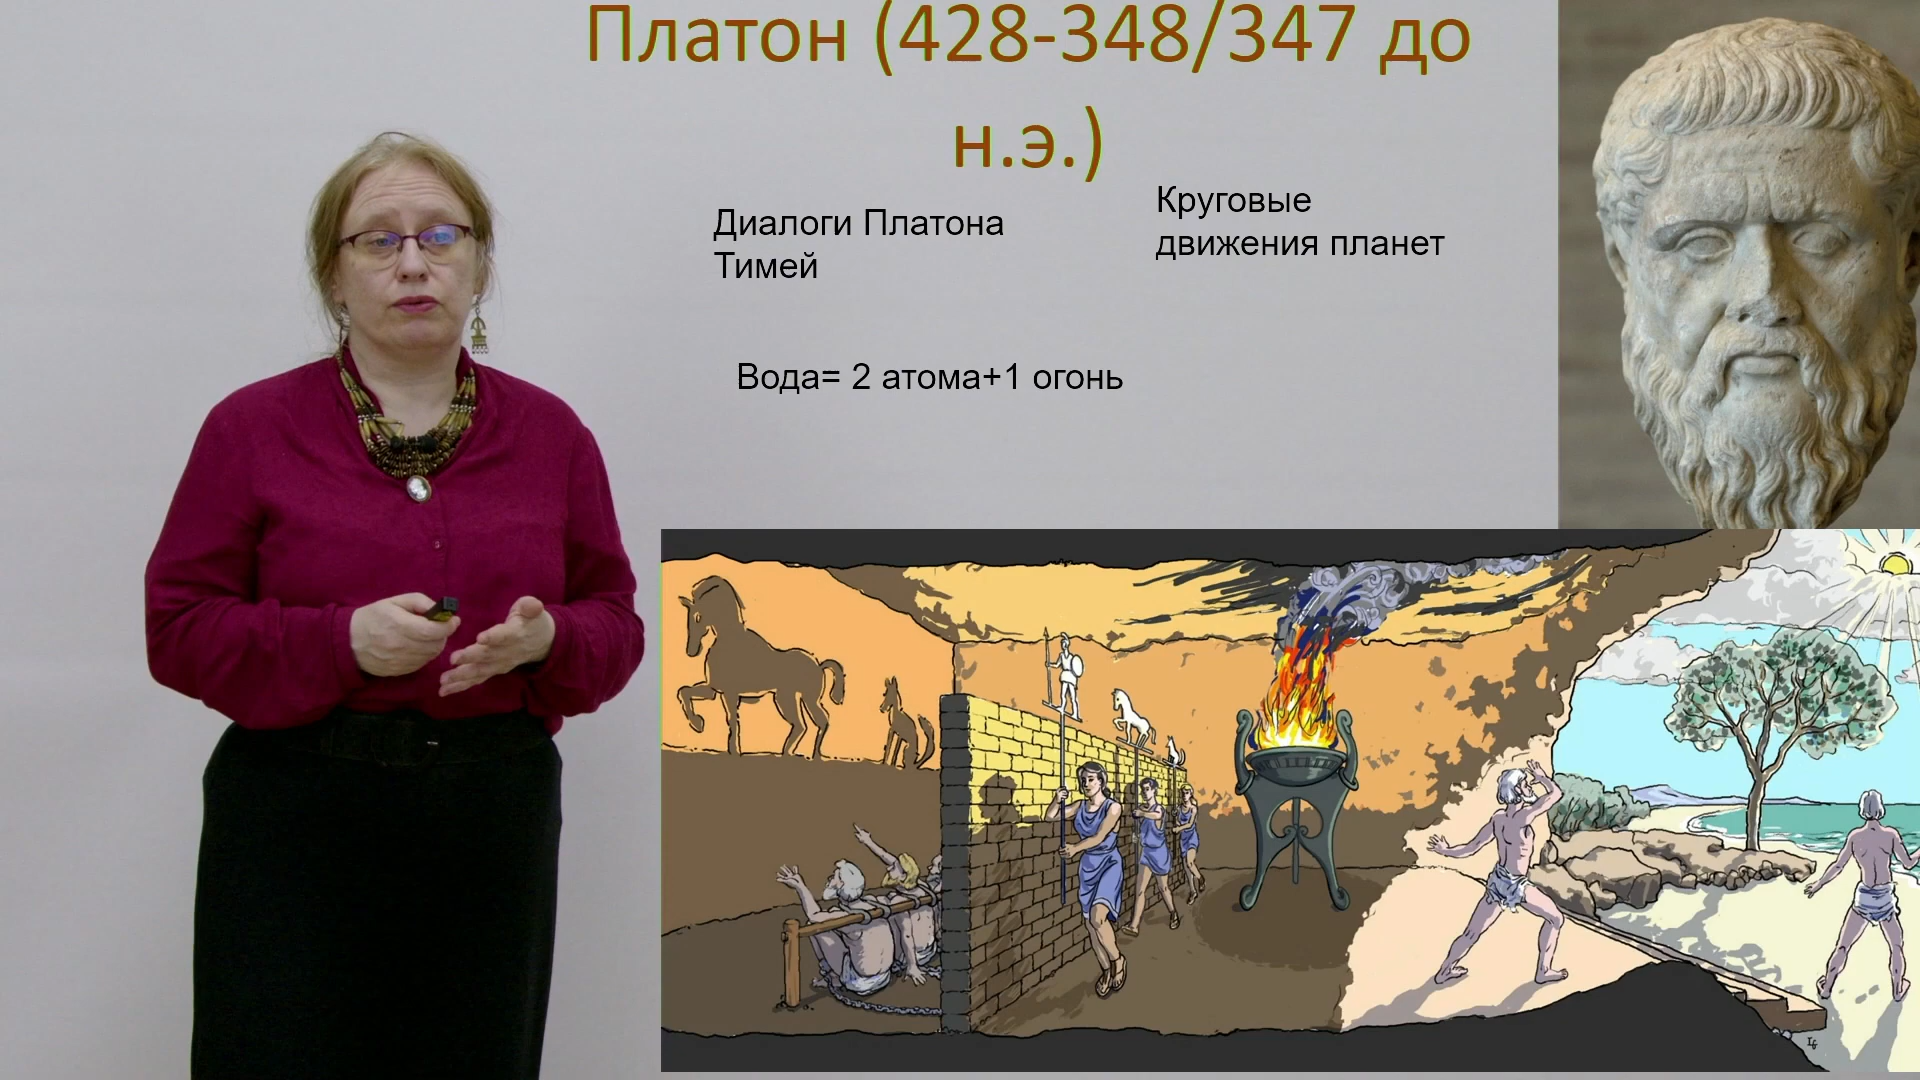 Платон (428-348/347 до
н.э.)
Диалоги Платона
Тимей
Круговые
движения планет
Вода= 2 атома+1 огонь